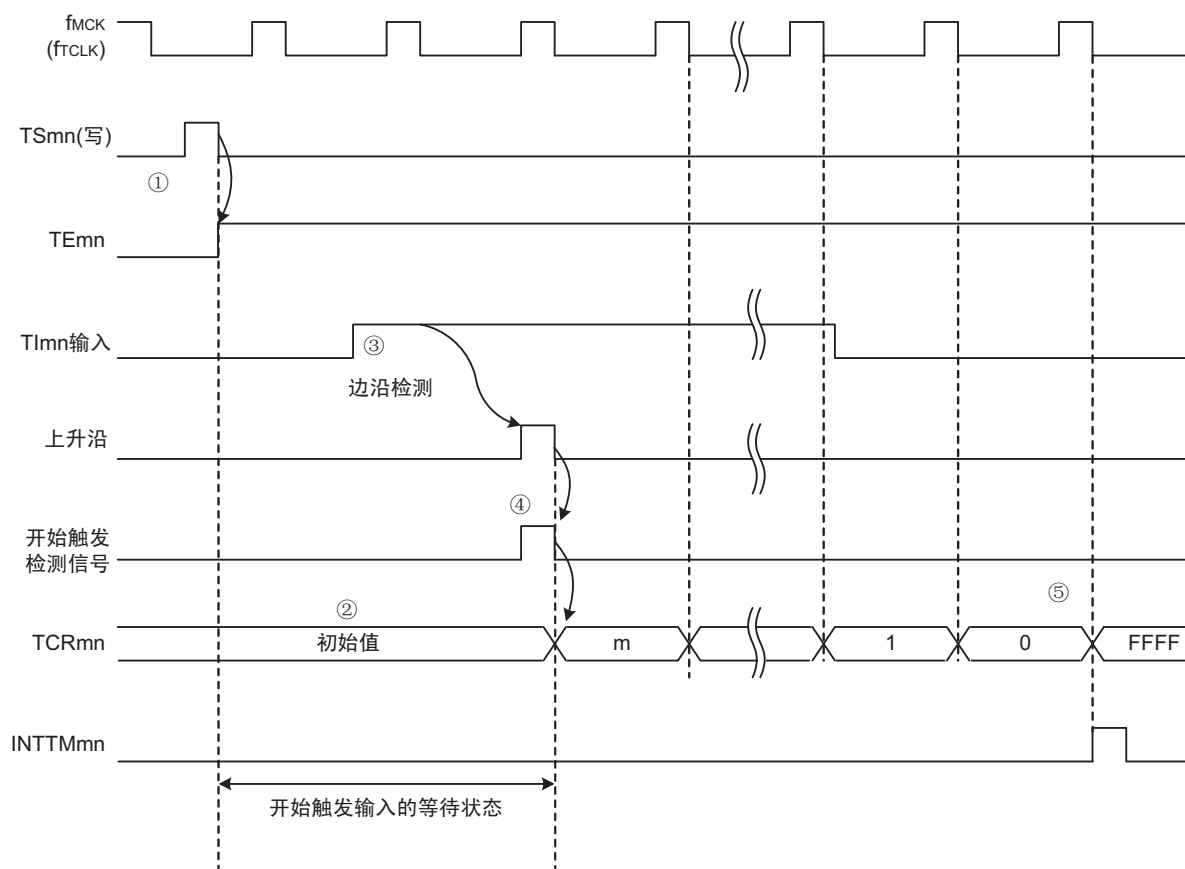 fMCK
(fTCLK)
TSmn(写)
①
TEmn
TImn输入
③
边沿检测
上升沿
④
开始触发
检测信号
⑤
②
TCRmn
初始值
m
1
0
FFFF
INTTMmn
开始触发输入的等待状态